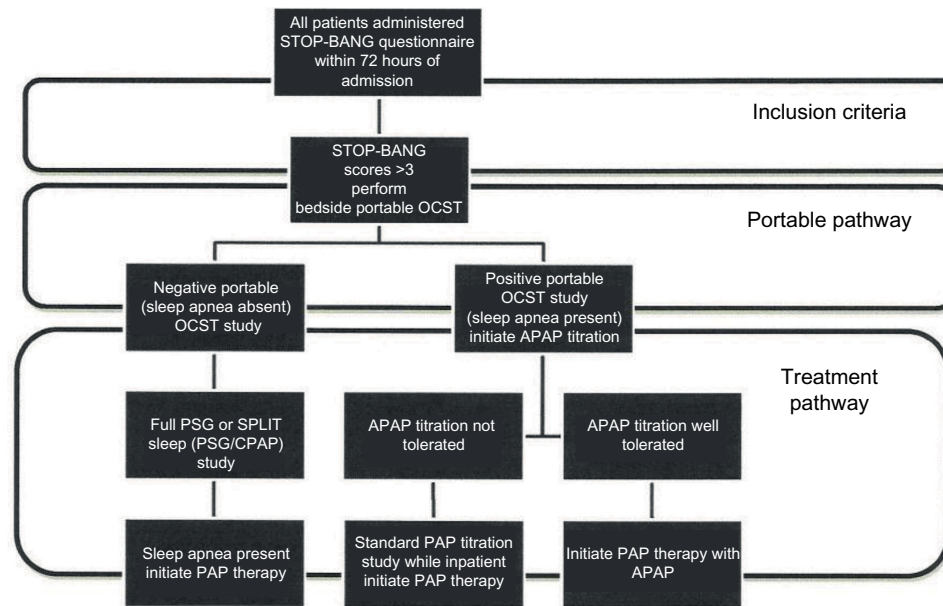 All patients administered
STOP-BANG questionnaire
within 72 hours of
admission
Inclusion criteria
STOP-BANG
scores >3
perform
bedside portable OCST
Portable pathway
Negative portable
(sleep apnea absent)
OCST study
Positive portable
OCST study
(sleep apnea present)
initiate APAP titration
Treatment
pathway
Full PSG or SPLIT
sleep (PSG/CPAP)
study
APAP titration not
tolerated
APAP titration well
tolerated
Sleep apnea present
initiate PAP therapy
Standard PAP titration
study while inpatient
initiate PAP therapy
Initiate PAP therapy with
APAP